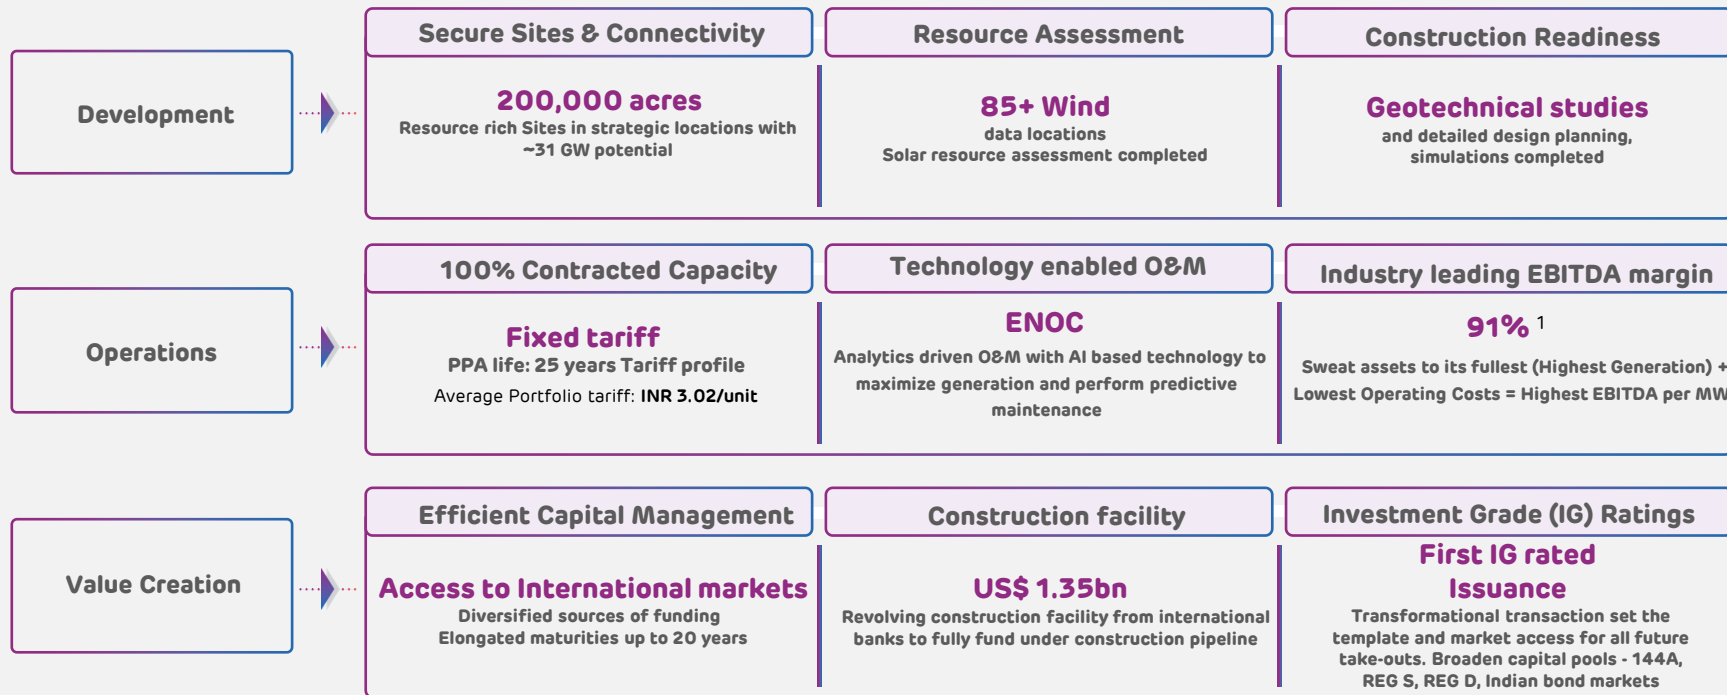 Development
Secure Sites & Connectivity
200,000 acres
Resource rich Sites in strategic locations with
~31 GW potential
Resource Assessment
85+ Wind
data locations
Solar resource assessment completed
Construction Readiness
Geotechnical studies
and detailed design planning,
simulations completed
Operations
100% Contracted Capacity
Fixed tariff
PPA life: 25 years Tariff profile
Average Portfolio tariff: INR 3.02/unit
Technology enabled O&M
ENOC
Analytics driven O&M with AI based technology to
maximize generation and perform predictive
maintenance
Industry leading EBITDA margin
91% 1
Sweat assets to its fullest (Highest Generation) +
Lowest Operating Costs = Highest EBITDA per MW
Value Creation
Efficient Capital Management
Access to International markets
Diversified sources of funding
Elongated maturities up to 20 years
Construction facility
US$ 1.35bn
Revolving construction facility from international
banks to fully fund under construction pipeline
Investment Grade (IG) Ratings
First IG rated
Issuance
Transformational transaction set the
template and market access for all future
take-outs. Broaden capital pools - 144A,
REG S, REG D, Indian bond markets